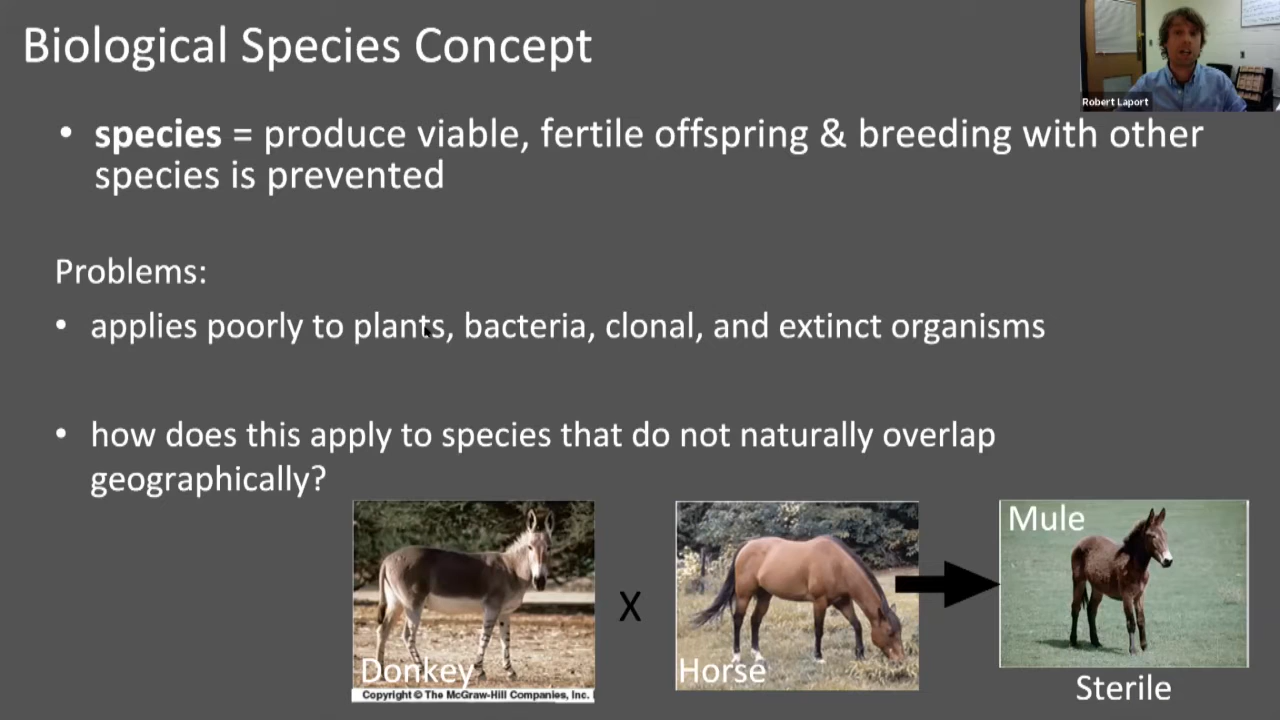 Biological Species Concept
Robert Laport
• species = produce viable, fertile offspring & breeding with other
species is prevented
Problems:
• applies poorly to plants, bacteria, clonal, and extinct organisms
• how does this apply to species that do not naturally overlap
geographically?
Donkey
Copyright © The McGraw-Hill Companies, Inc.
X
Horse
Mule
Sterile